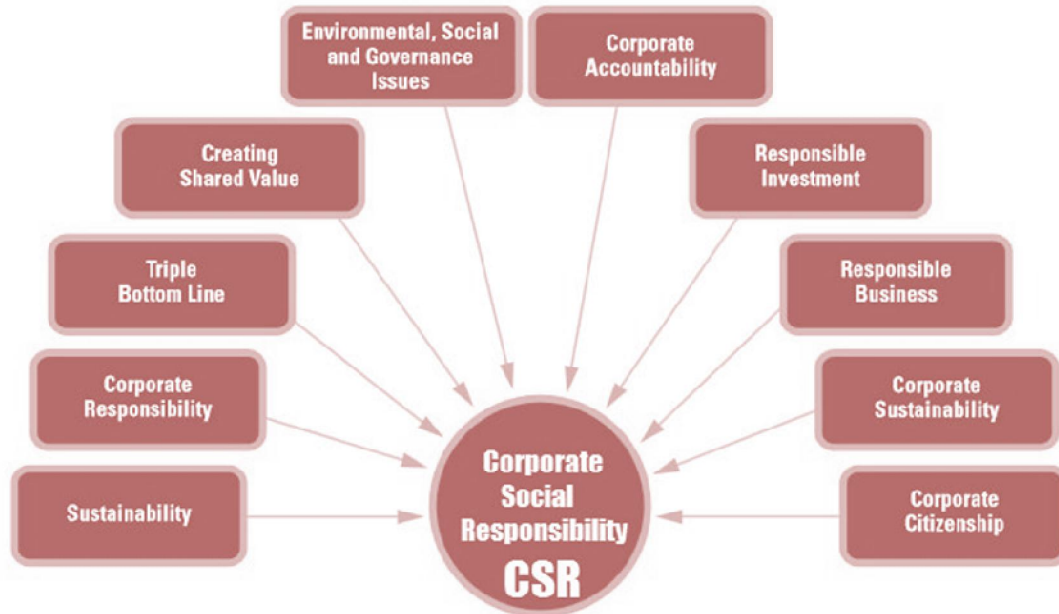 Environmental, Social
and Governance
Issues
Corporate
Accountability
Creating
Shared Value
Responsible
Investment
Triple
Bottom Line
Responsible
Business
Corporate
Responsibility
Corporate
Sustainability
Sustainability
Corporate
Citizenship
Corporate
Social
Responsibility
CSR